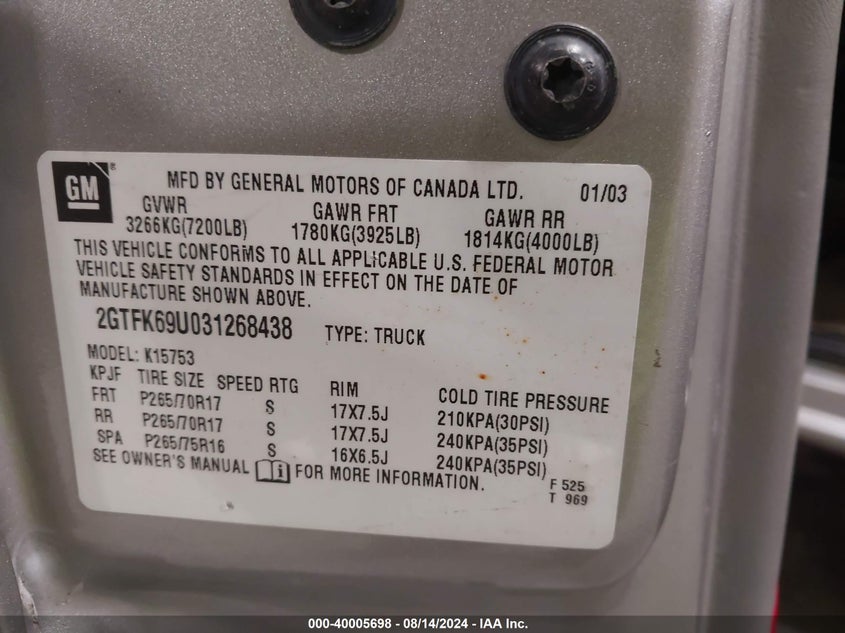 GM®
MFD BY GENERAL MOTORS OF CANADA LTD. 01/03
GVWR GAWR FRT GAWR RR
3266KG(7200LB) 1780KG(3925LB) 1814KG(4000LB)
THIS VEHICLE CONFORMS TO ALL APPLICABLE U.S. FEDERAL MOTOR
VEHICLE SAFETY STANDARDS IN EFFECT ON THE DATE OF
MANUFACTURE SHOWN ABOVE.
2GTFK69U031268438 TYPE: TRUCK
MODEL: K15753
KPJF TIRE SIZE SPEED RTG RIM COLD TIRE PRESSURE
FRT P265/70R17 S 17X7.5J 210KPA(30PSI)
RR P265/70R17 S 17X7.5J 240KPA(35PSI)
SPA P265/75R16 S 16X6.5J 240KPA(35PSI)
SEE OWNER'S MANUAL i FOR MORE INFORMATION.
F 525
T 969
000-40005698 - 08/14/2024 - IAA Inc.